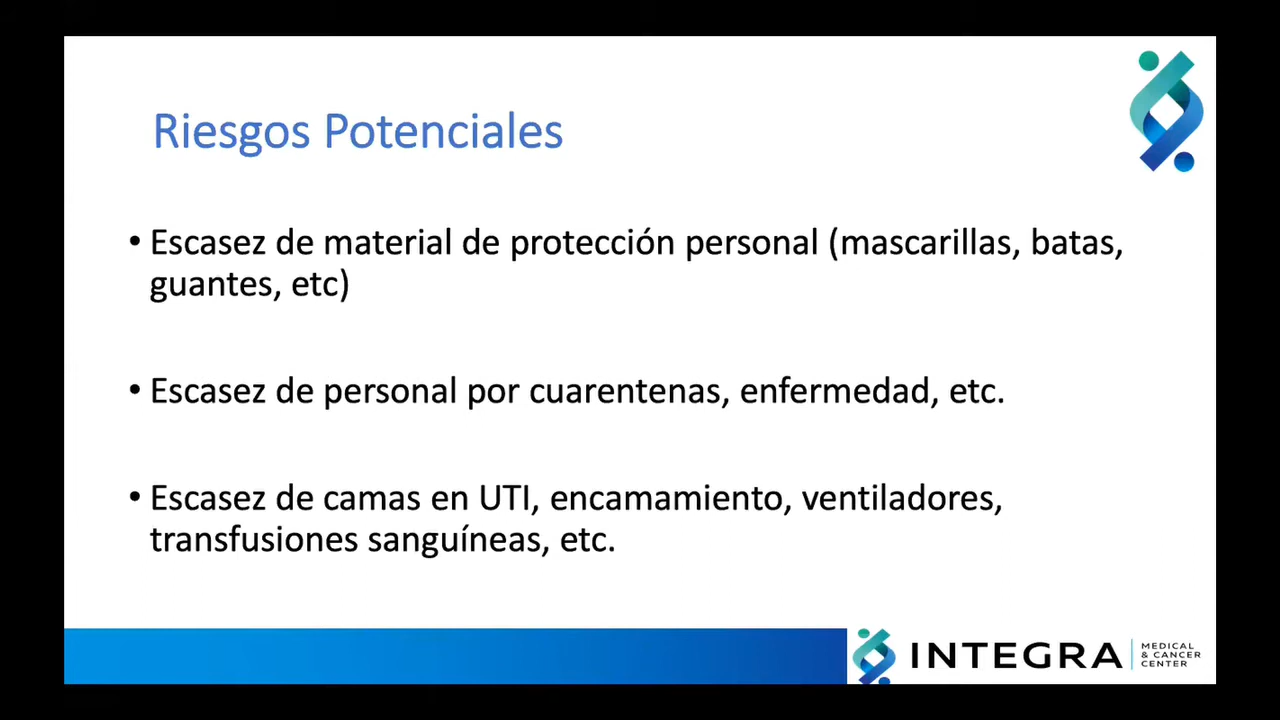 Riesgos Potenciales
• Escasez de material de protección personal (mascarillas, batas,
guantes, etc)
• Escasez de personal por cuarentenas, enfermedad, etc.
• Escasez de camas en UTI, encamamiento, ventiladores,
transfusiones sanguíneas, etc.
INTEGRA
MEDICAL
& CANCER
CENTER